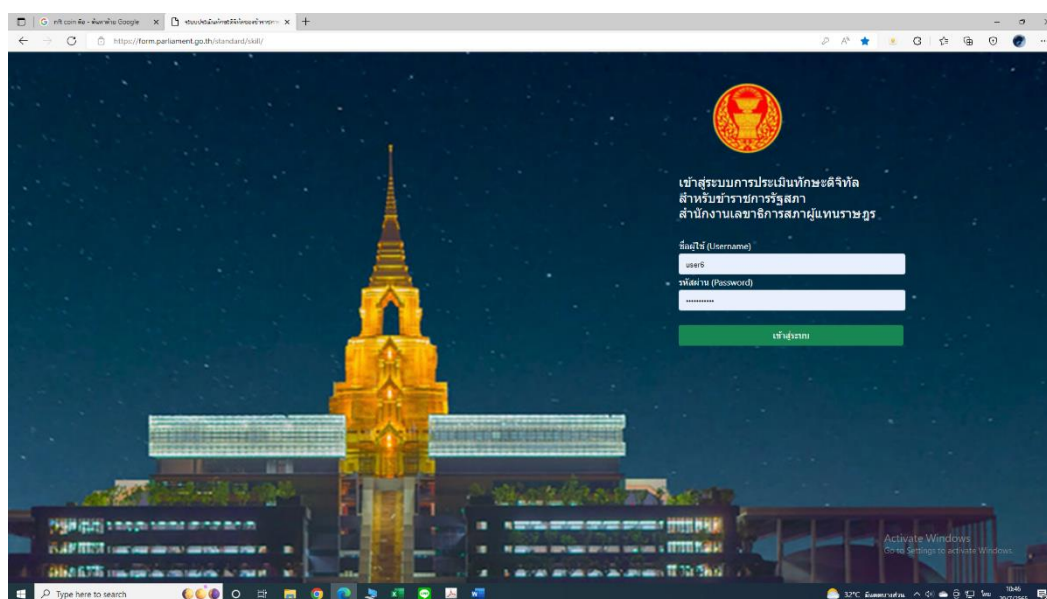 https://form.parliament.go.th/standard/skill/
เข้าสู่ระบบการประเมินทักษะดิจิทัล
สำหรับข้าราชการรัฐสภา
สำนักงานเลขาธิการสภาผู้แทนราษฎร
ชื่อผู้ใช้ (Username)
user6
รหัสผ่าน (Password)
เข้าสู่ระบบ
Activate Windows
Go to Settings to activate Windows.
Type here to search
32°C
10:46